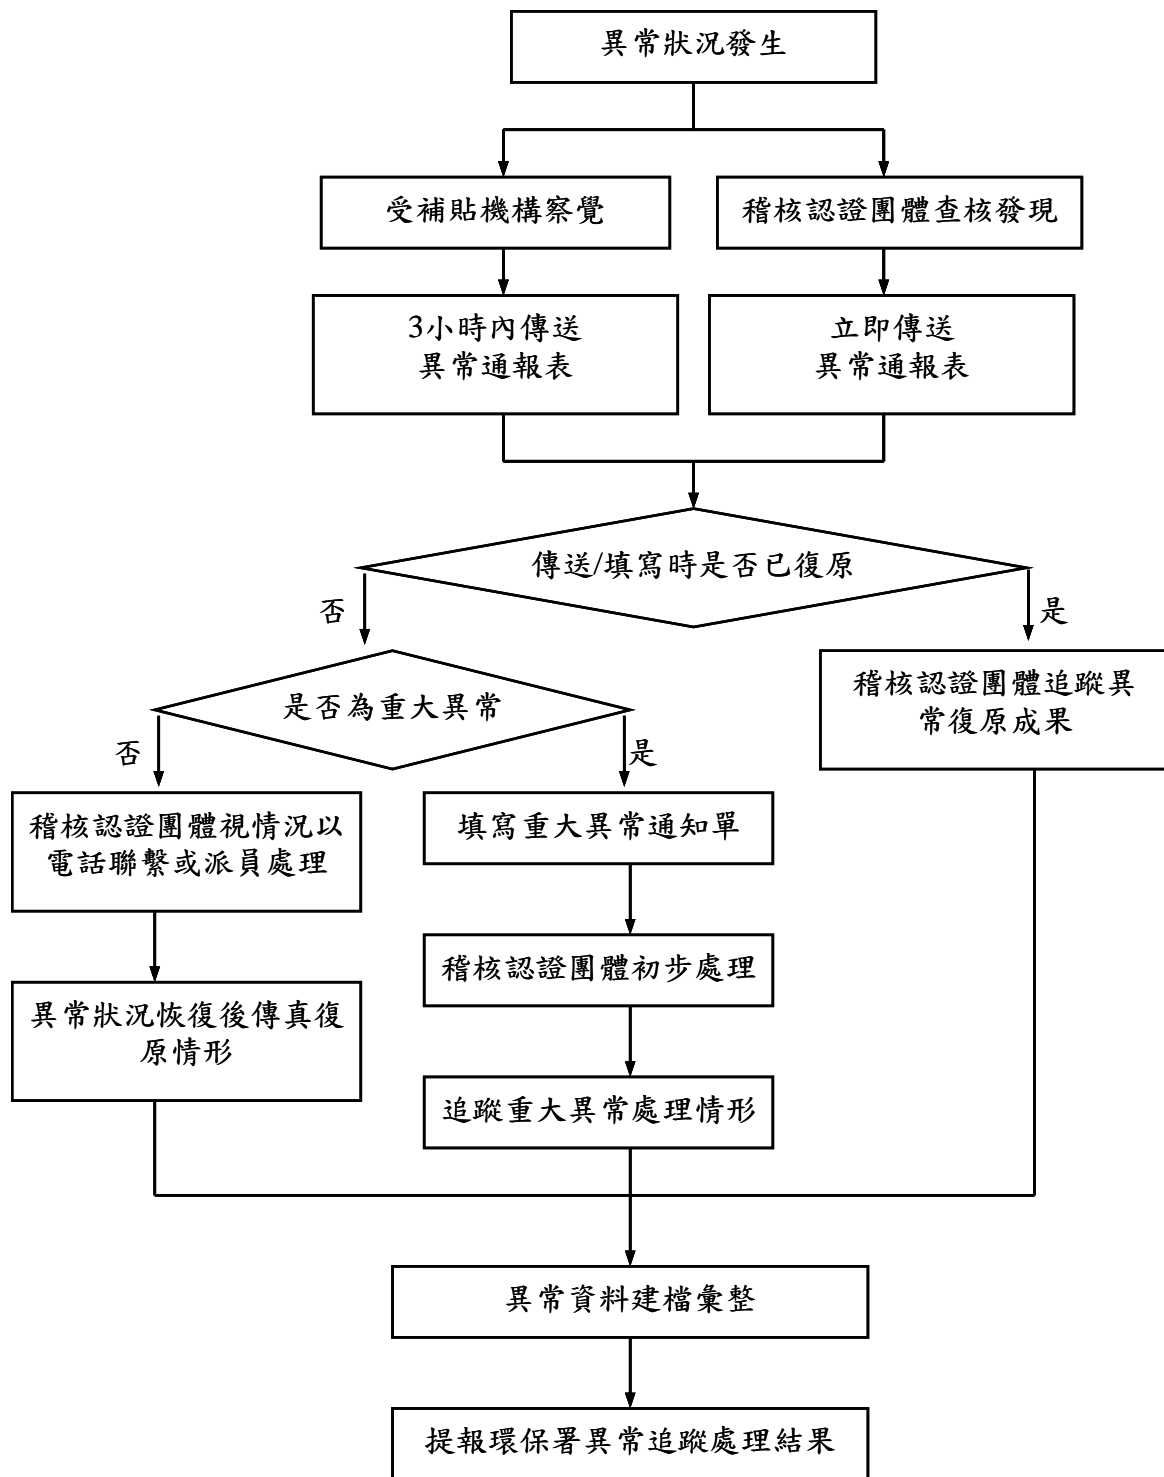 異常狀況發生
受補貼機構察覺
稽核認證團體查核發現
3小時內傳送
異常通報表
立即傳送
異常通報表
傳送/填寫時是否已復原
否
是
是否為重大異常
稽核認證團體追蹤異
常復原成果
否
是
稽核認證團體視情況以
電話聯繫或派員處理
填寫重大異常通知單
稽核認證團體初步處理
異常狀況恢復後傳真復
原情形
追蹤重大異常處理情形
異常資料建檔彙整
提報環保署異常追蹤處理結果